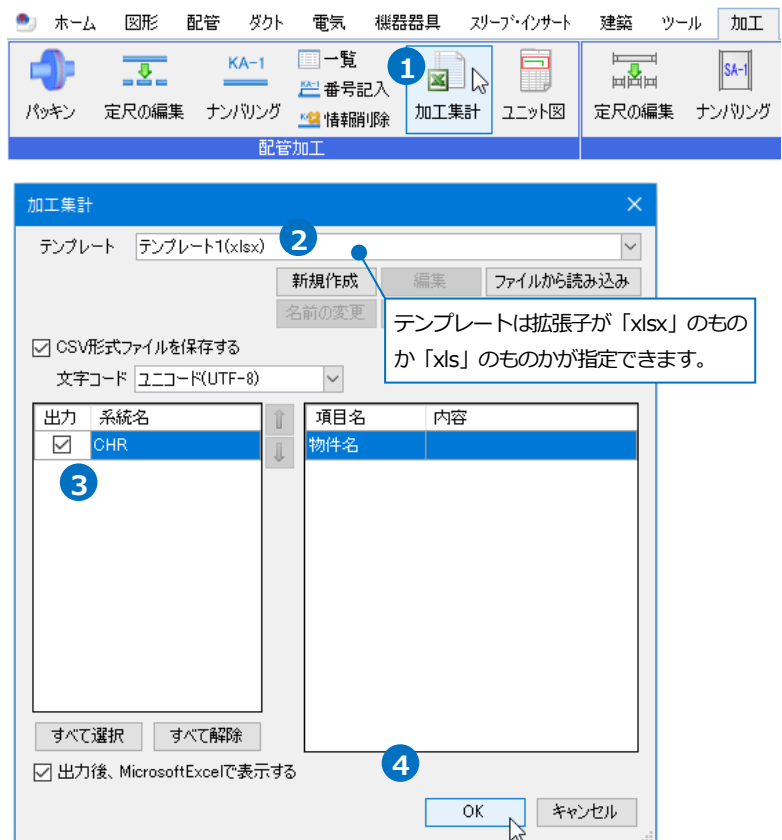 ホーム 図形 配管 ダクト 電気 機器器具 スリーブ・インサート 建築 ツール 加工
パッキン 定尺の編集 KA-1 ナンバリング 一覧 KA-1 番号記入 情報削除 1 加工集計 ユニット図 定尺の編集 SA-1 ナンバリング
配管加工
加工集計
テンプレート テンプレート1(xlsx) 2
新規作成 編集 ファイルから読み込み
名前の変更
テンプレートは拡張子が「xlsx」のもの
か「xls」のものかが指定できます。
CSV形式ファイルを保存する
文字コード ユニコード(UTF-8)
出力 系統名 項目名 内容
CHR 物件名
3
すべて選択 すべて解除
出力後、MicrosoftExcelで表示する 4
OK キャンセル